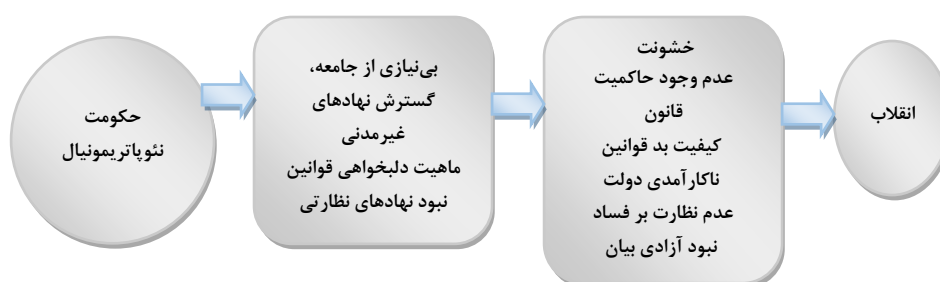 حکومت
نئوپاتریمونیال
بی‌نیازی از جامعه،
گسترش نهادهای
غیرمدنی
ماهیت دلبخواهی قوانین
نبود نهادهای نظارتی
خشونت
عدم وجود حاکمیت
قانون
کیفیت بد قوانین
ناکارآمدی دولت
عدم نظارت بر فساد
نبود آزادی بیان
انقلاب